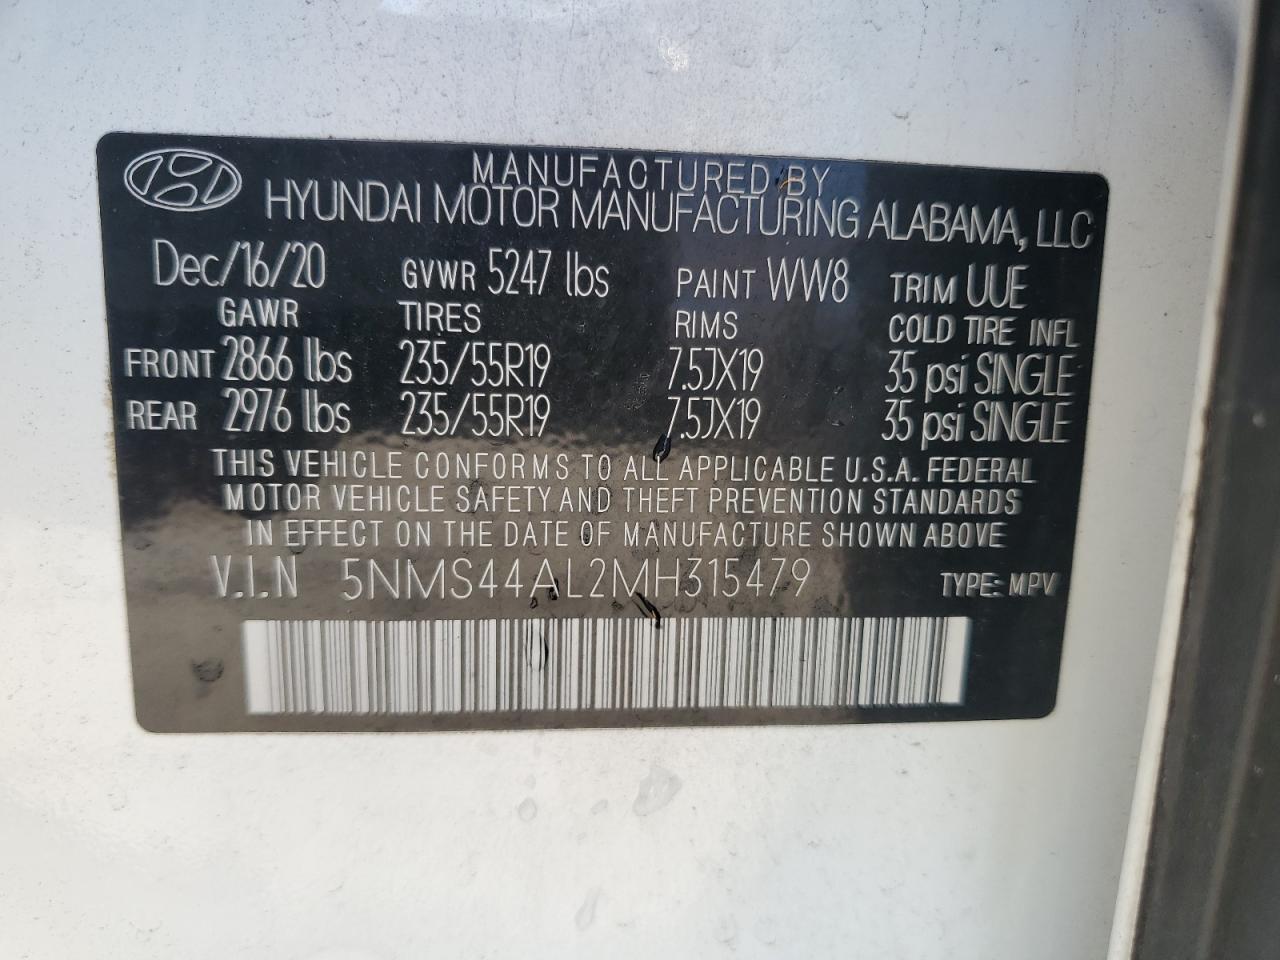 MANUFACTURED BY
HYUNDAI MOTOR MANUFACTURING ALABAMA, LLC
Dec/16/20 GVWR 5247 lbs PAINT WW8 TRIM UUE
GAWR TIRES RIMS COLD TIRE INFL
FRONT 2866 lbs 235/55R19 7.5JX19 35 psi SINGLE
REAR 2976 lbs 235/55R19 7.5JX19 35 psi SINGLE
THIS VEHICLE CONFORMS TO ALL APPLICABLE U.S.A. FEDERAL
MOTOR VEHICLE SAFETY AND THEFT PREVENTION STANDARDS
IN EFFECT ON THE DATE OF MANUFACTURE SHOWN ABOVE
V.I.N 5NMS44AL2MH315479 TYPE: MPV